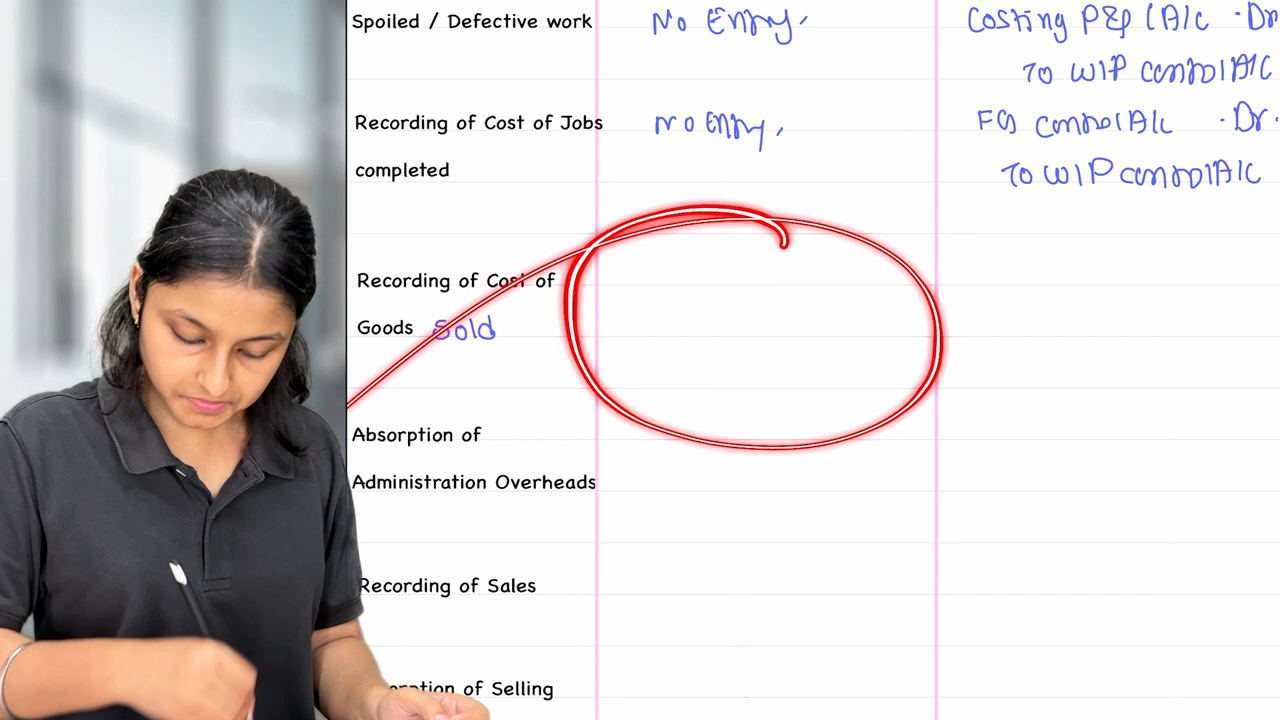 Spoiled / Defective work No Entry. Costing P&L A/c .Dr
To WIP control A/c
Recording of Cost of Jobs No Entry. FG control A/c .Dr.
completed To WIP control A/c
Recording of Cost of
Goods Sold
Absorption of
Administration Overheads
Recording of Sales
of Selling